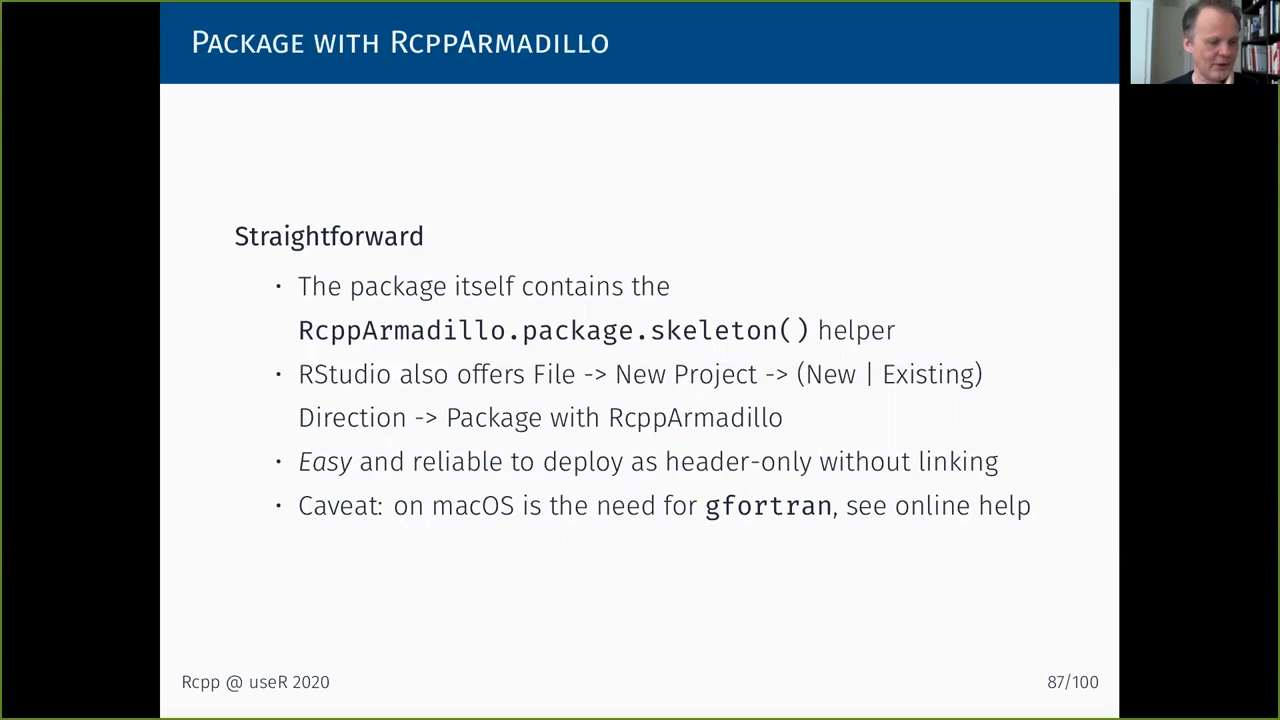 Package with RcppArmadillo
Straightforward
· The package itself contains the
RcppArmadillo.package.skeleton() helper
· RStudio also offers File -> New Project -> (New | Existing)
Direction -> Package with RcppArmadillo
· Easy and reliable to deploy as header-only without linking
· Caveat: on macOS is the need for gfortran, see online help
Rcpp @ useR 2020
87/100